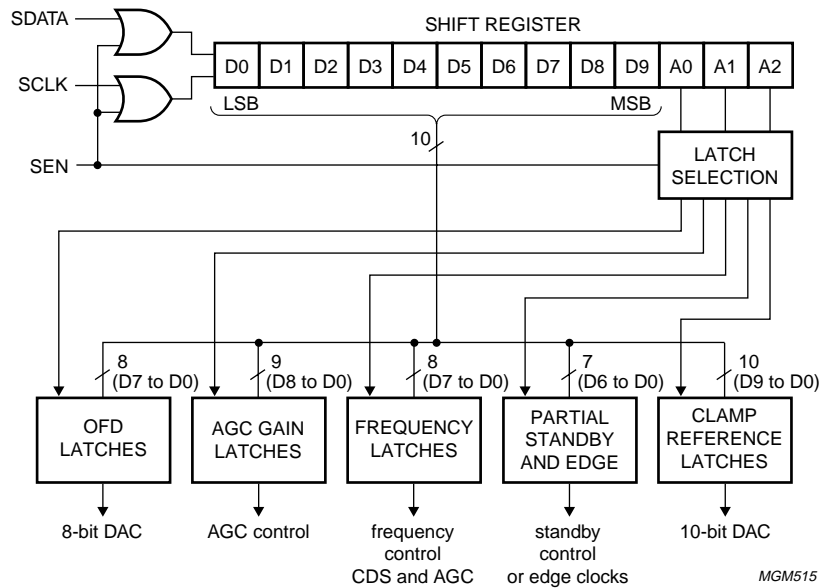 SDATA
SHIFT REGISTER
SCLK
D0 D1 D2 D3 D4 D5 D6 D7 D8 D9 A0 A1 A2
LSB MSB
10
SEN
LATCH
SELECTION
8
(D7 to D0)
9
(D8 to D0)
8
(D7 to D0)
7
(D6 to D0)
10
(D9 to D0)
OFD
LATCHES
AGC GAIN
LATCHES
FREQUENCY
LATCHES
PARTIAL
STANDBY
AND EDGE
CLAMP
REFERENCE
LATCHES
8-bit DAC
AGC control
frequency
control
CDS and AGC
standby
control
or edge clocks
10-bit DAC
MGM515